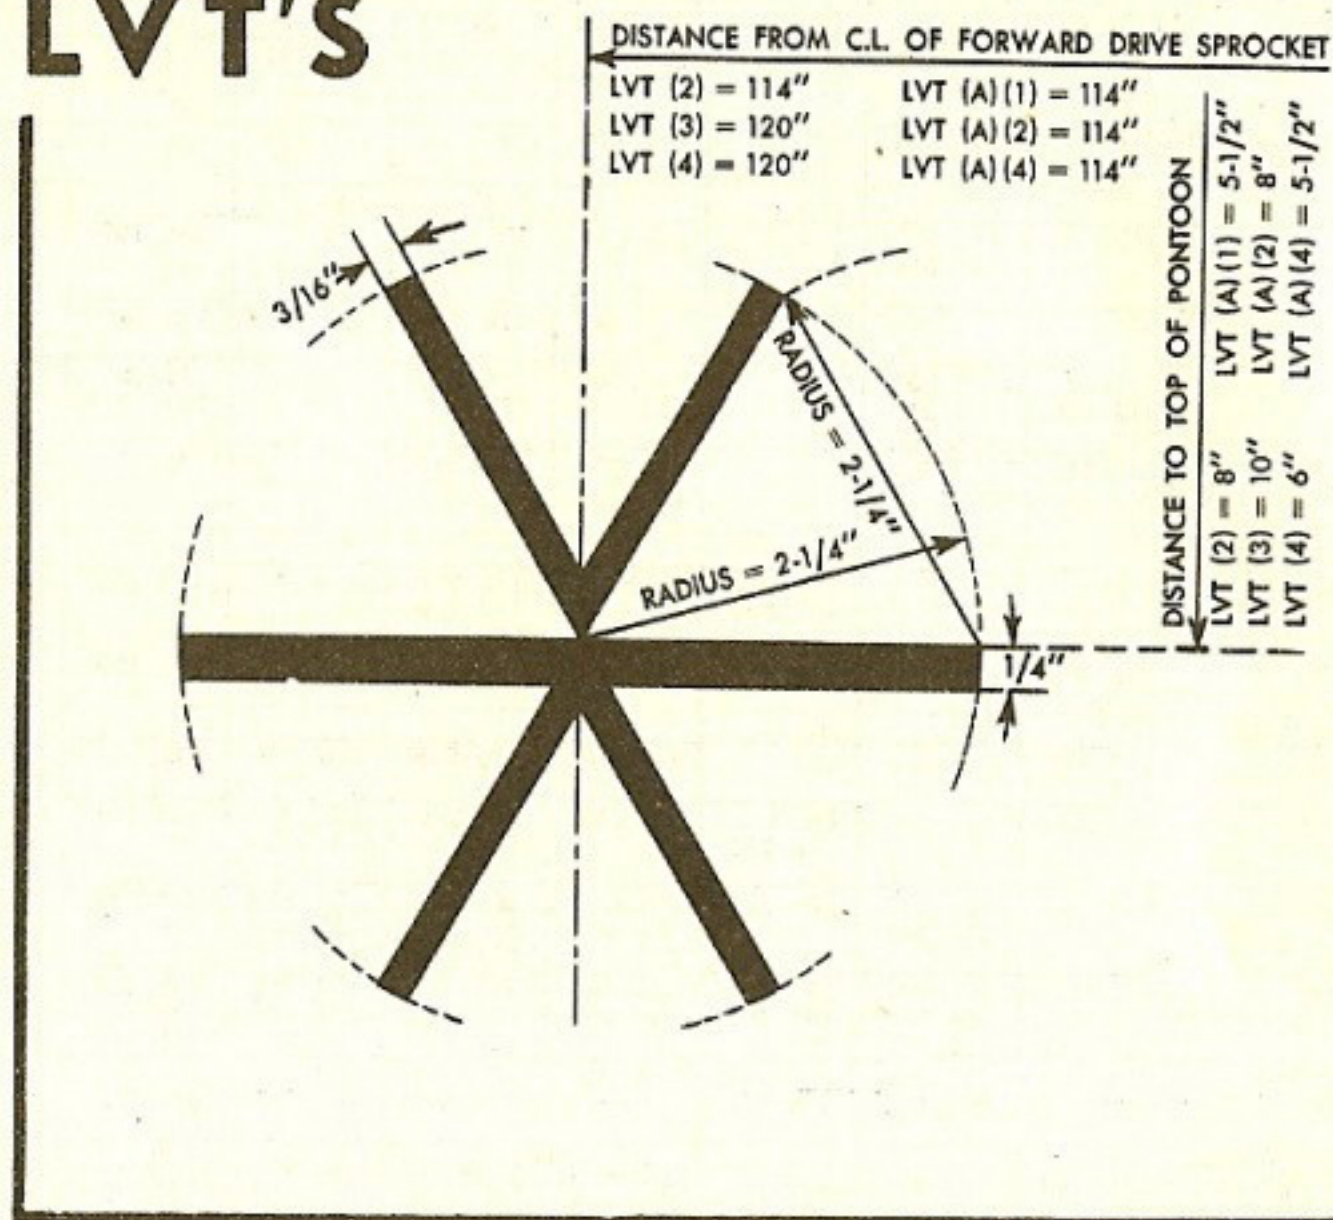 LVT'S
DISTANCE FROM C.L. OF FORWARD DRIVE SPROCKET
LVT (2) = 114" LVT (A)(1) = 114"
LVT (3) = 120" LVT (A)(2) = 114"
LVT (4) = 120" LVT (A)(4) = 114"
DISTANCE TO TOP OF PONTOON
LVT (2) = 8" LVT (A)(1) = 5-1/2"
LVT (3) = 10" LVT (A)(2) = 8"
LVT (4) = 6" LVT (A)(4) = 5-1/2"
3/16"
RADIUS = 2-1/4"
RADIUS = 2-1/4"
1/4"